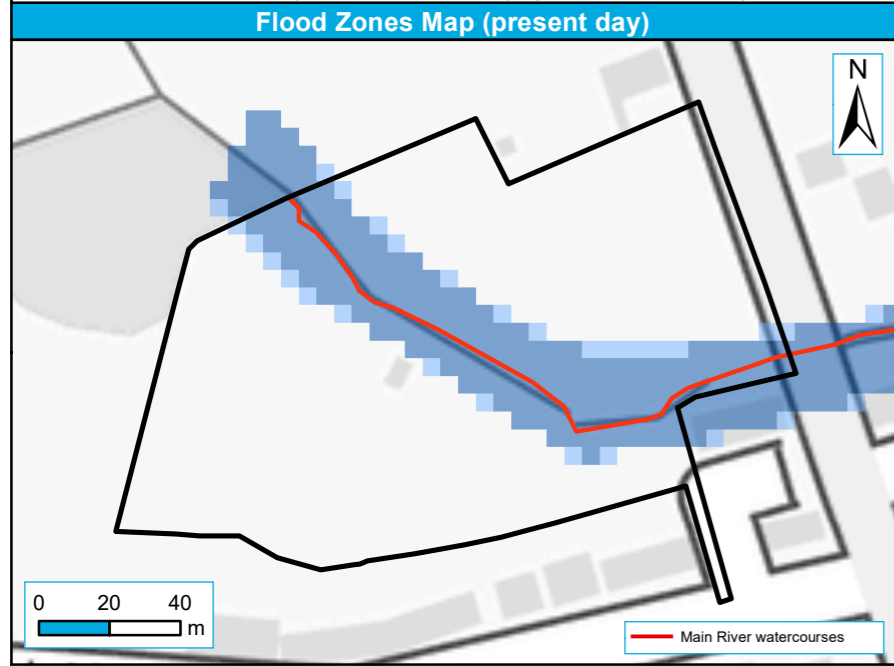 Flood Zones Map (present day)
N
0 20 40
m
Main River watercourses